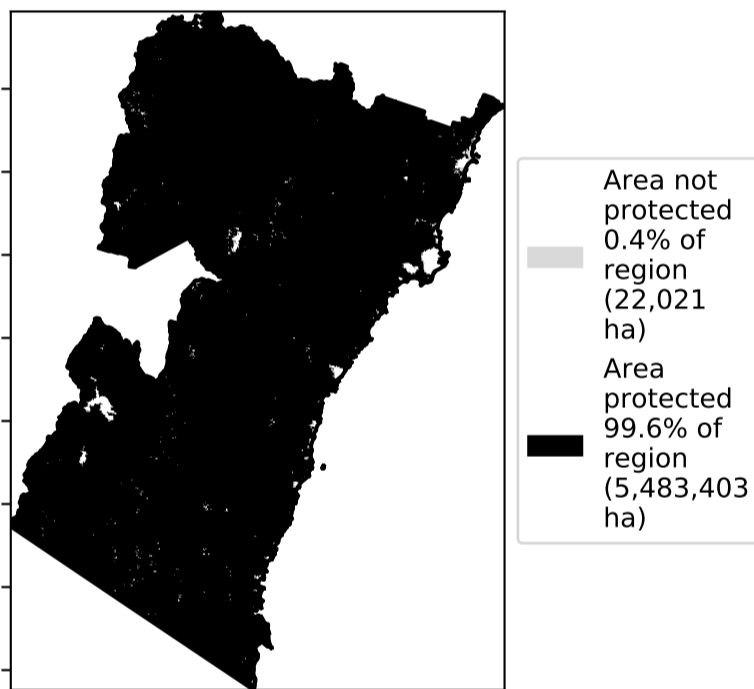 Area not
protected
0.4% of
region
(22,021
ha)
Area
protected
99.6% of
region
(5,483,403
ha)